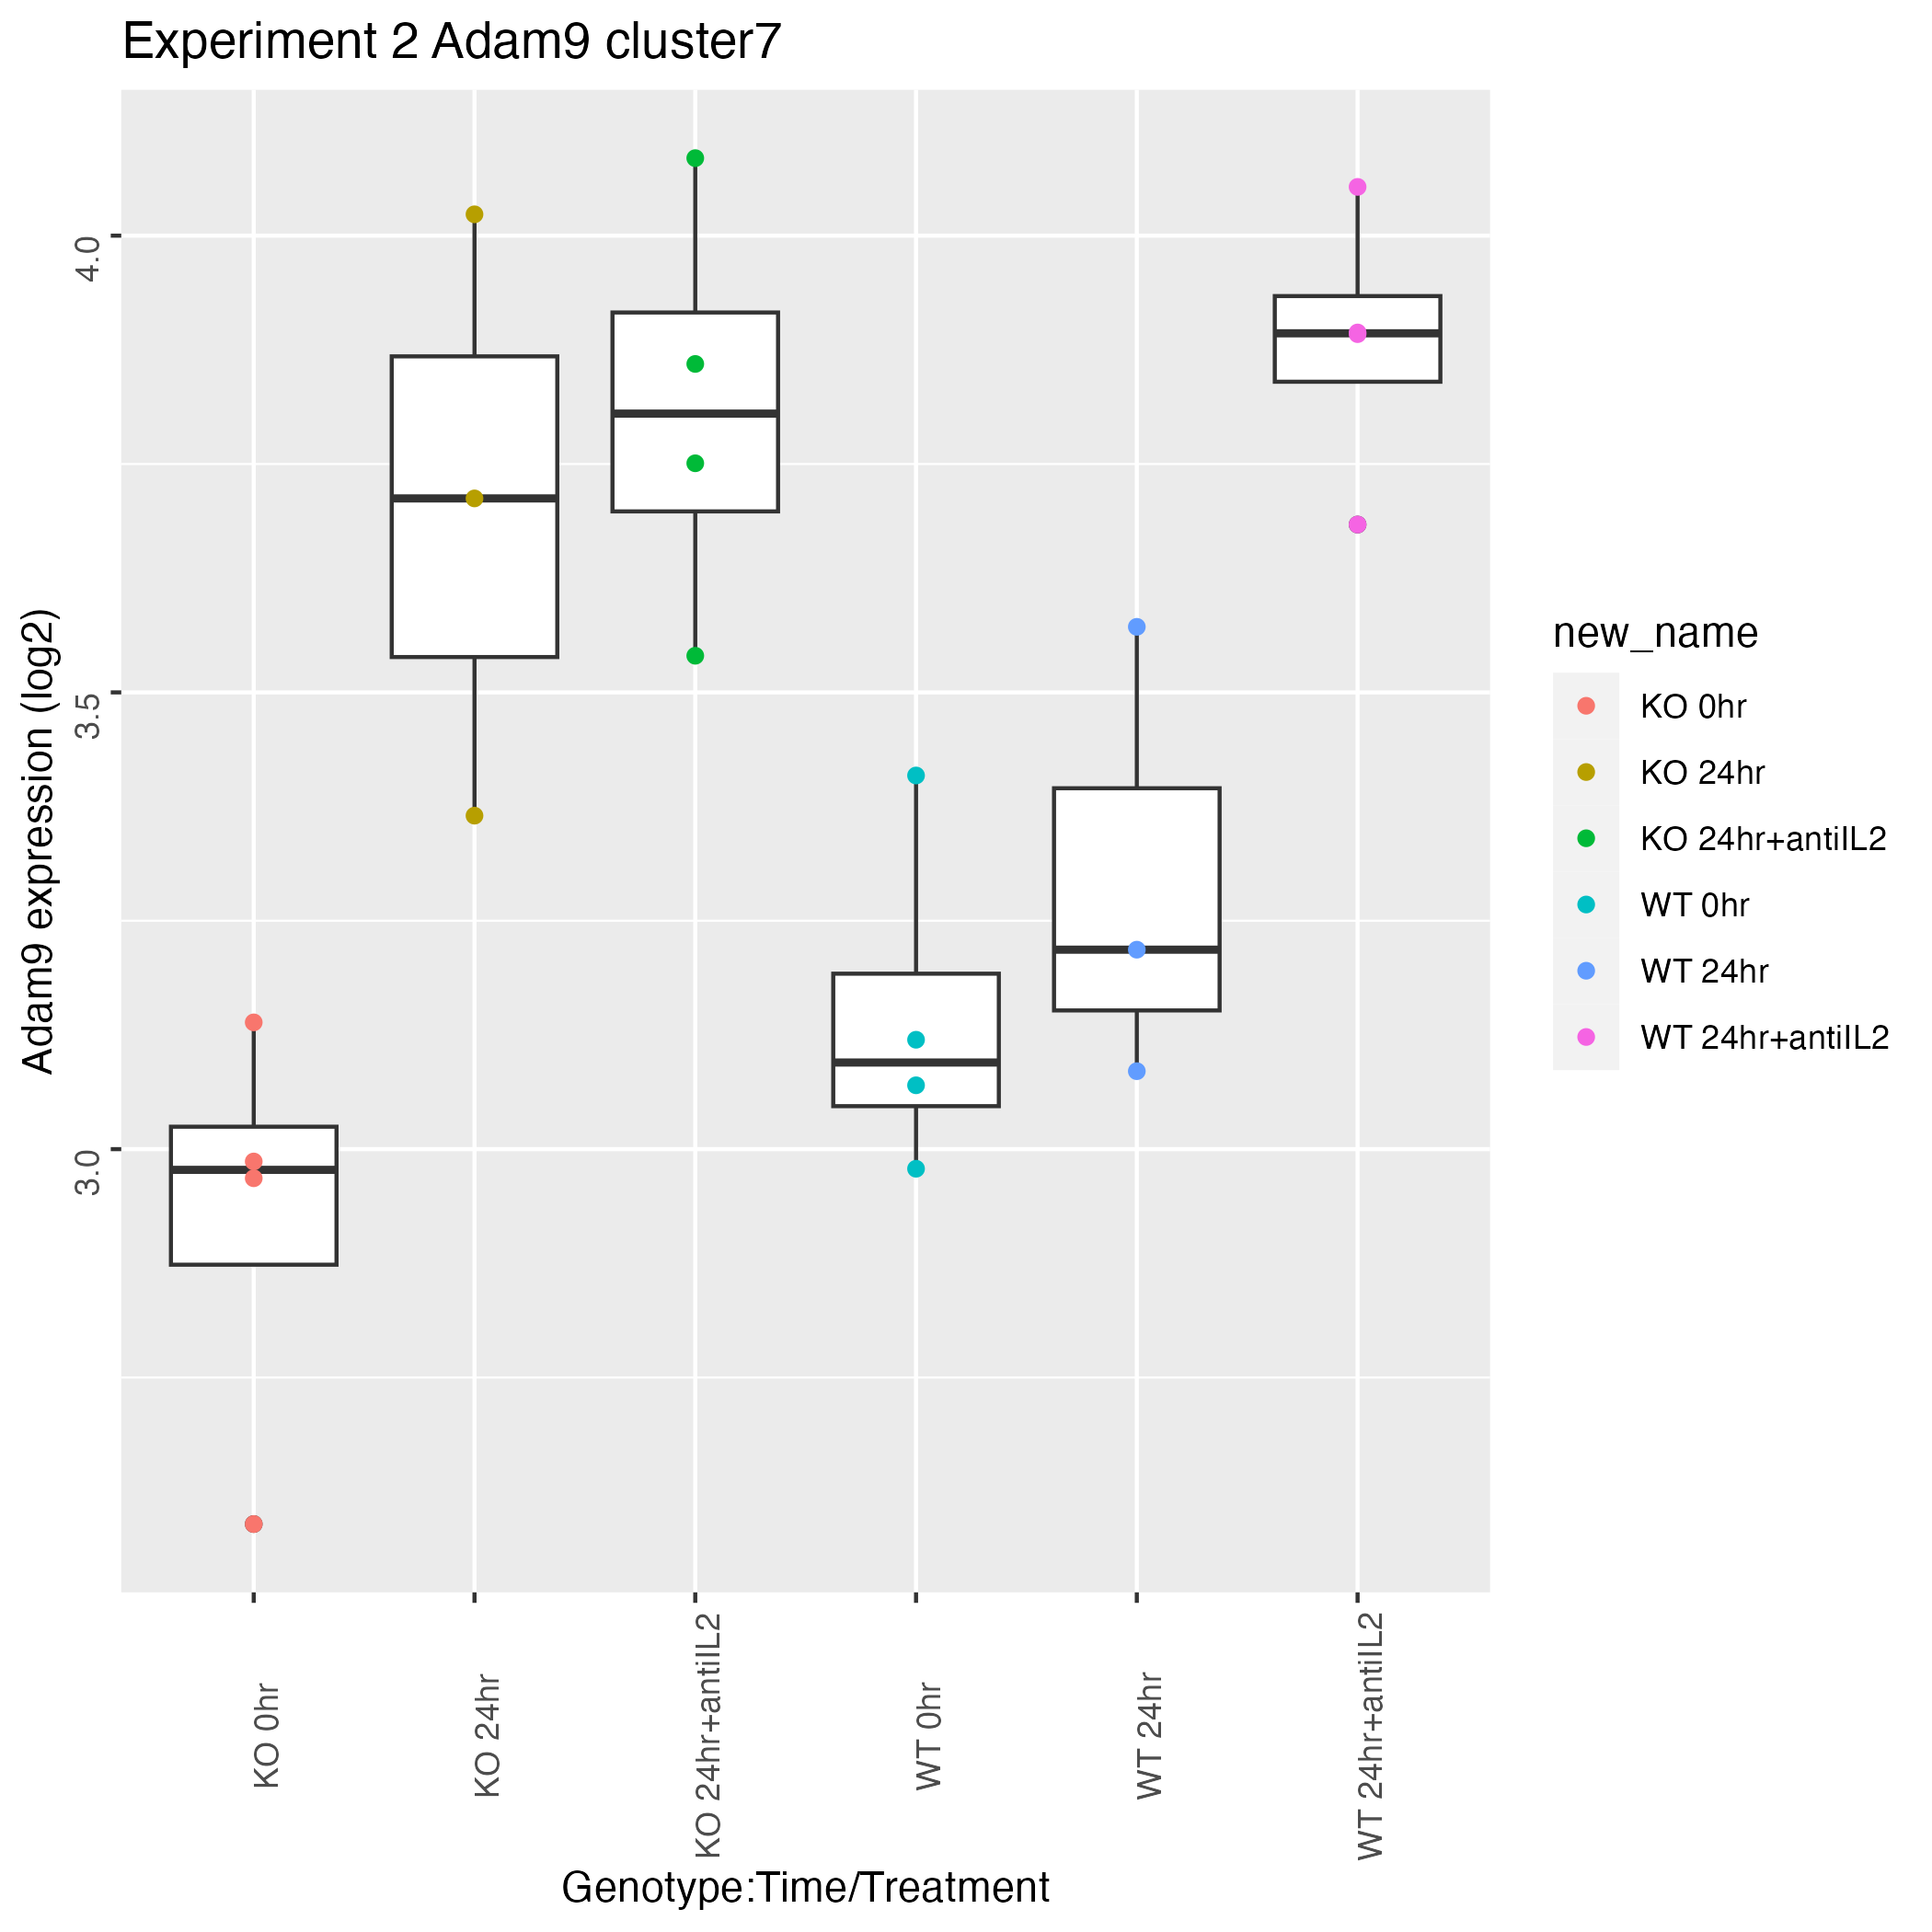 Experiment 2 Adam9 cluster7
Adam9 expression (log2)
4.0
3.5
3.0
KO 0hr
KO 24hr
KO 24hr+antiIL2
WT 0hr
WT 24hr
WT 24hr+antiIL2
Genotype:Time/Treatment
new_name
KO 0hr
KO 24hr
KO 24hr+antiIL2
WT 0hr
WT 24hr
WT 24hr+antiIL2